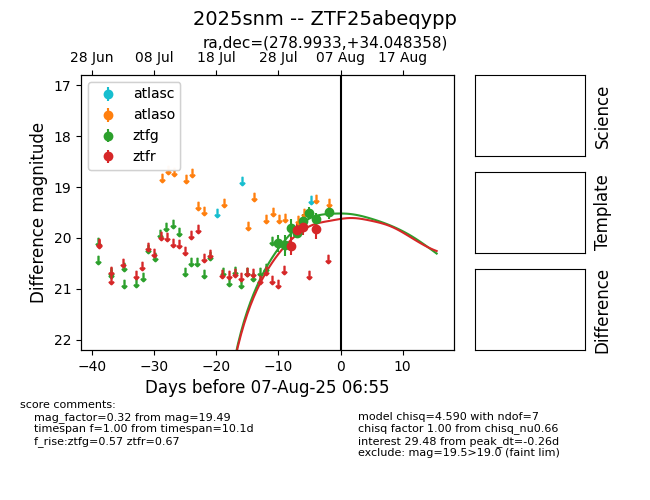 2025snm -- ZTF25abeqypp
ra,dec=(278.9933,+34.048358)
28 Jun 08 Jul 18 Jul 28 Jul 07 Aug 17 Aug
atlasc
atlaso
ztfg
ztfr
17
18
19
20
21
22
Difference magnitude
−40 −30 −20 −10 0 10
Days before 07-Aug-25 06:55
Science
Template
Difference
score comments:
mag_factor=0.32 from mag=19.49
timespan f=1.00 from timespan=10.1d
f_rise:ztfg=0.57 ztfr=0.67
model chisq=4.590 with ndof=7
chisq factor 1.00 from chisq_nu0.66
interest 29.48 from peak_dt=-0.26d
exclude: mag=19.5>19.0 (faint lim)